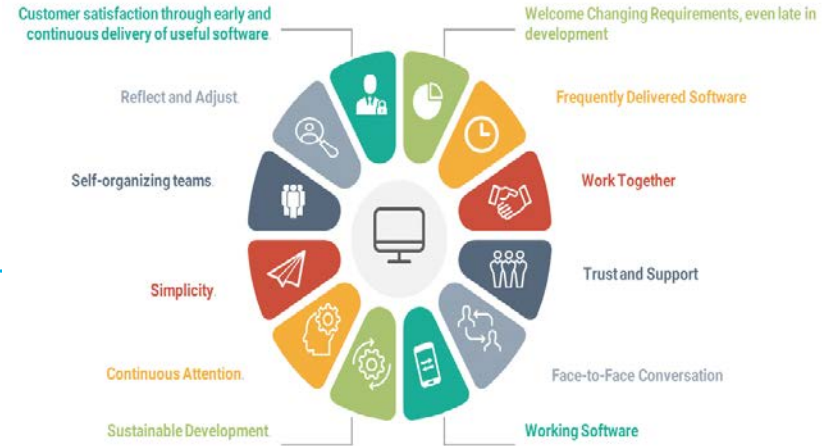 Customer satisfaction through early and
continuous delivery of useful software.
Welcome Changing Requirements, even late in
development
Reflect and Adjust.
Frequently Delivered Software
Self-organizing teams.
Work Together
Simplicity.
Trust and Support
Continuous Attention.
Face-to-Face Conversation
Sustainable Development.
Working Software